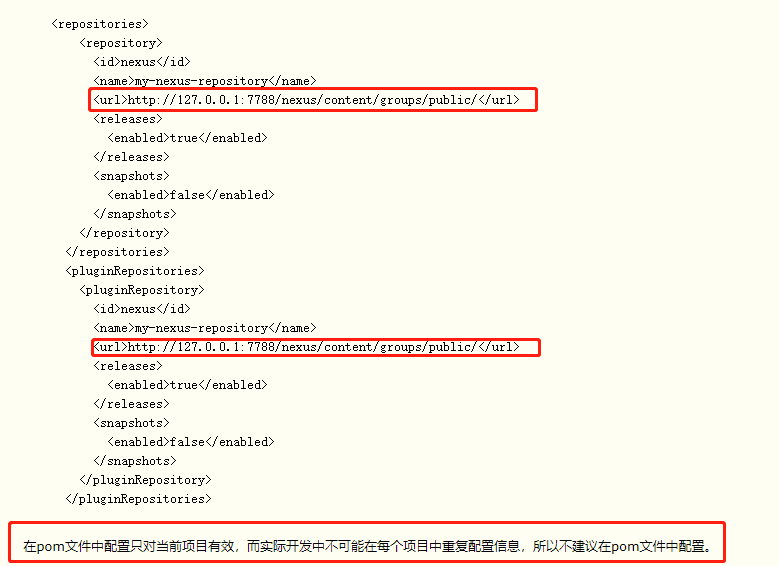 <repositories>
<repository>
<id>nexus</id>
<name>my-nexus-repository</name>
<url>http://127.0.0.1:7788/nexus/content/groups/public/</url>
<releases>
<enabled>true</enabled>
</releases>
<snapshots>
<enabled>false</enabled>
</snapshots>
</repository>
</repositories>
<pluginRepositories>
<pluginRepository>
<id>nexus</id>
<name>my-nexus-repository</name>
<url>http://127.0.0.1:7788/nexus/content/groups/public/</url>
<releases>
<enabled>true</enabled>
</releases>
<snapshots>
<enabled>false</enabled>
</snapshots>
</pluginRepository>
</pluginRepositories>
在pom文件中配置只对当前项目有效，而实际开发中不可能在每个项目中重复配置信息，所以不建议在pom文件中配置。